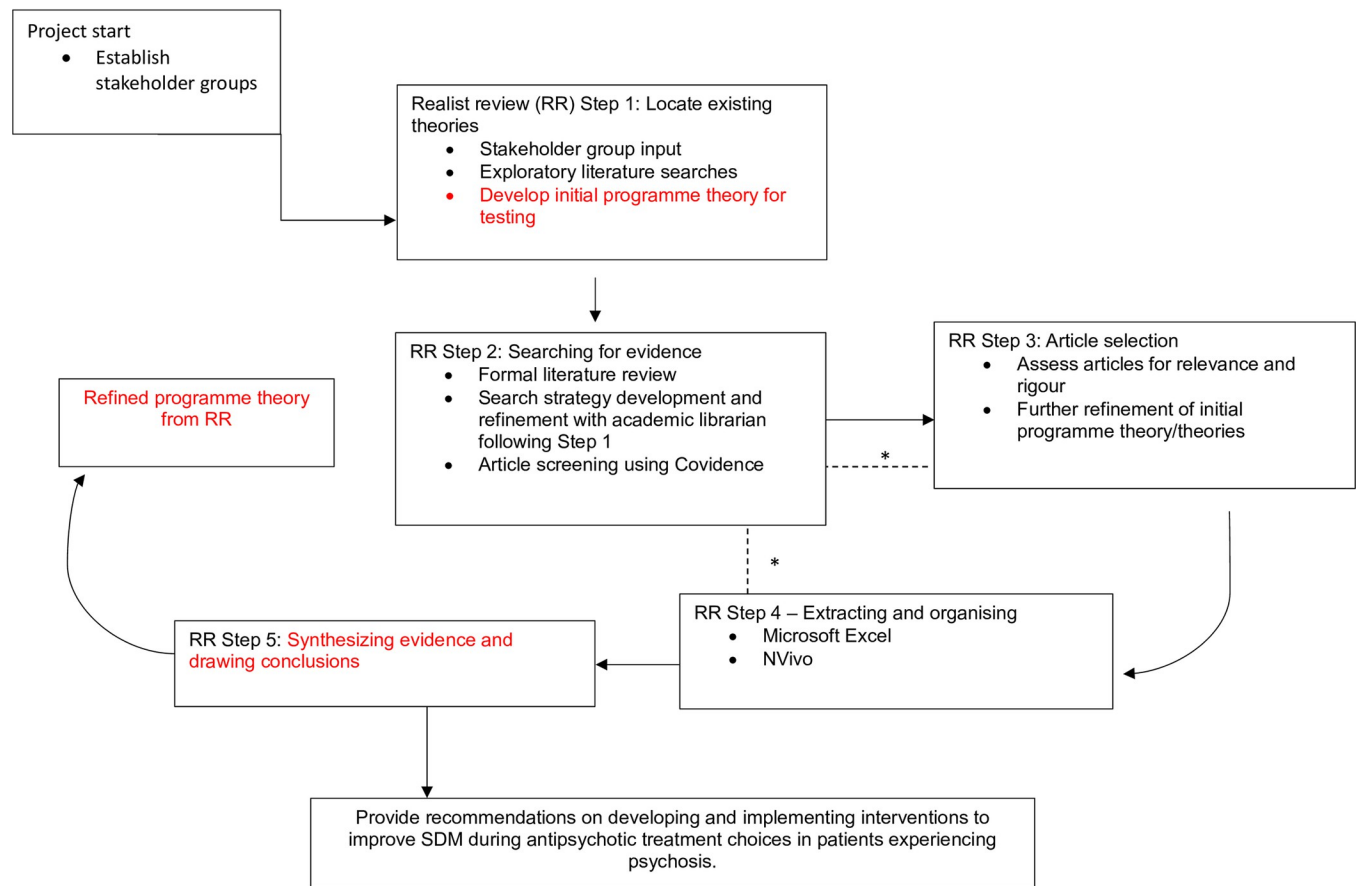 Project start
● Establish
stakeholder groups
Realist review (RR) Step 1: Locate existing
theories
● Stakeholder group input
● Exploratory literature searches
● Develop initial programme theory for
testing
RR Step 2: Searching for evidence
● Formal literature review
● Search strategy development and
refinement with academic librarian
following Step 1
● Article screening using Covidence
RR Step 3: Article selection
● Assess articles for relevance and
rigour
● Further refinement of initial
programme theory/theories
*
*
RR Step 4 – Extracting and organising
● Microsoft Excel
● NVivo
RR Step 5: Synthesizing evidence and
drawing conclusions
Refined programme theory
from RR
Provide recommendations on developing and implementing interventions to
improve SDM during antipsychotic treatment choices in patients experiencing
psychosis.